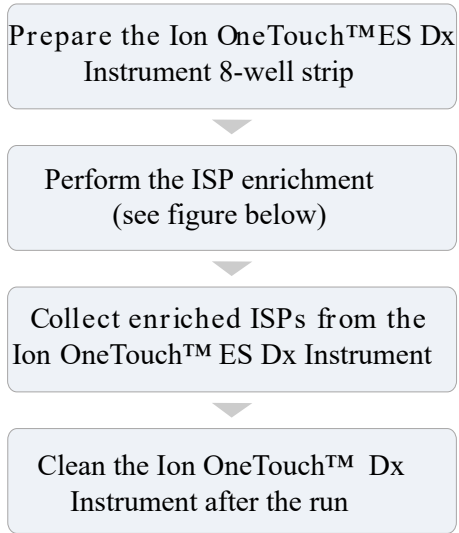 Prepare the Ion OneTouch™ES Dx
Instrument 8-well strip
Perform the ISP enrichment
(see figure below)
Collect enriched ISPs from the
Ion OneTouch™ ES Dx Instrument
Clean the Ion OneTouch™ Dx
Instrument after the run